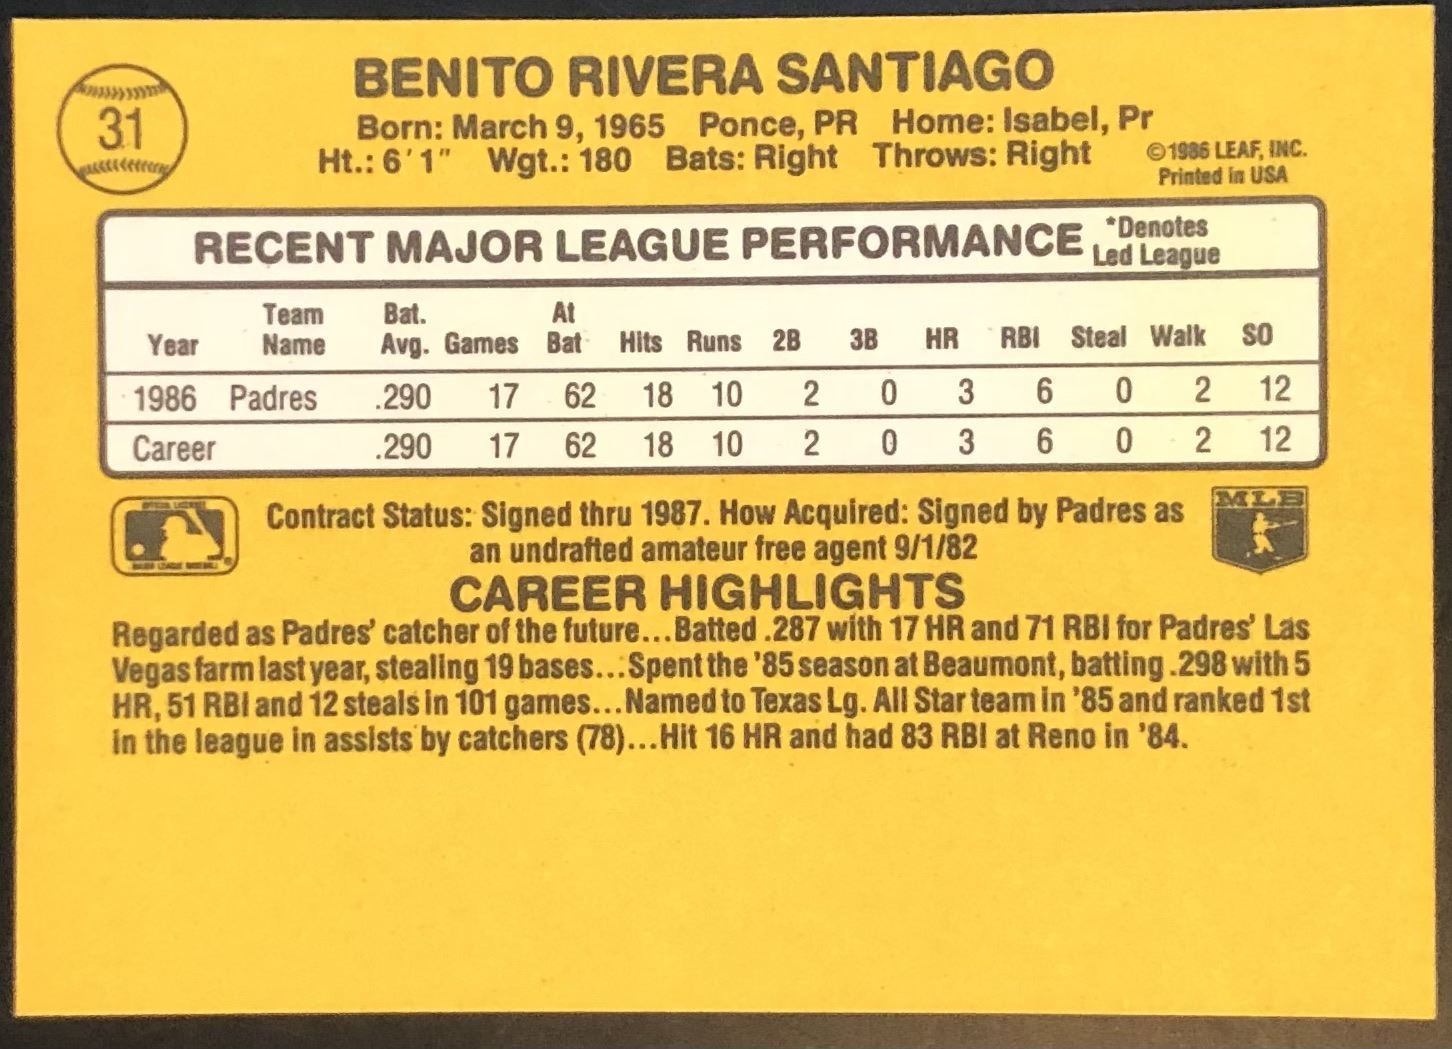 31
BENITO RIVERA SANTIAGO
Born: March 9, 1965 Ponce, PR Home: Isabel, Pr
Ht.: 6'1" Wgt.: 180 Bats: Right Throws: Right
©1986 LEAF, INC.
Printed in USA
RECENT MAJOR LEAGUE PERFORMANCE *Denotes
Led League
Year Team Name Bat. Avg. Games At Bat Hits Runs 2B 3B HR RBI Steal Walk SO
1986 Padres .290 17 62 18 10 2 0 3 6 0 2 12
Career .290 17 62 18 10 2 0 3 6 0 2 12
MLB
Contract Status: Signed thru 1987. How Acquired: Signed by Padres as
an undrafted amateur free agent 9/1/82
CAREER HIGHLIGHTS
Regarded as Padres' catcher of the future...Batted .287 with 17 HR and 71 RBI for Padres' Las
Vegas farm last year, stealing 19 bases...Spent the '85 season at Beaumont, batting .298 with 5
HR, 51 RBI and 12 steals in 101 games...Named to Texas Lg. All Star team in '85 and ranked 1st
in the league in assists by catchers (78)...Hit 16 HR and had 83 RBI at Reno in '84.